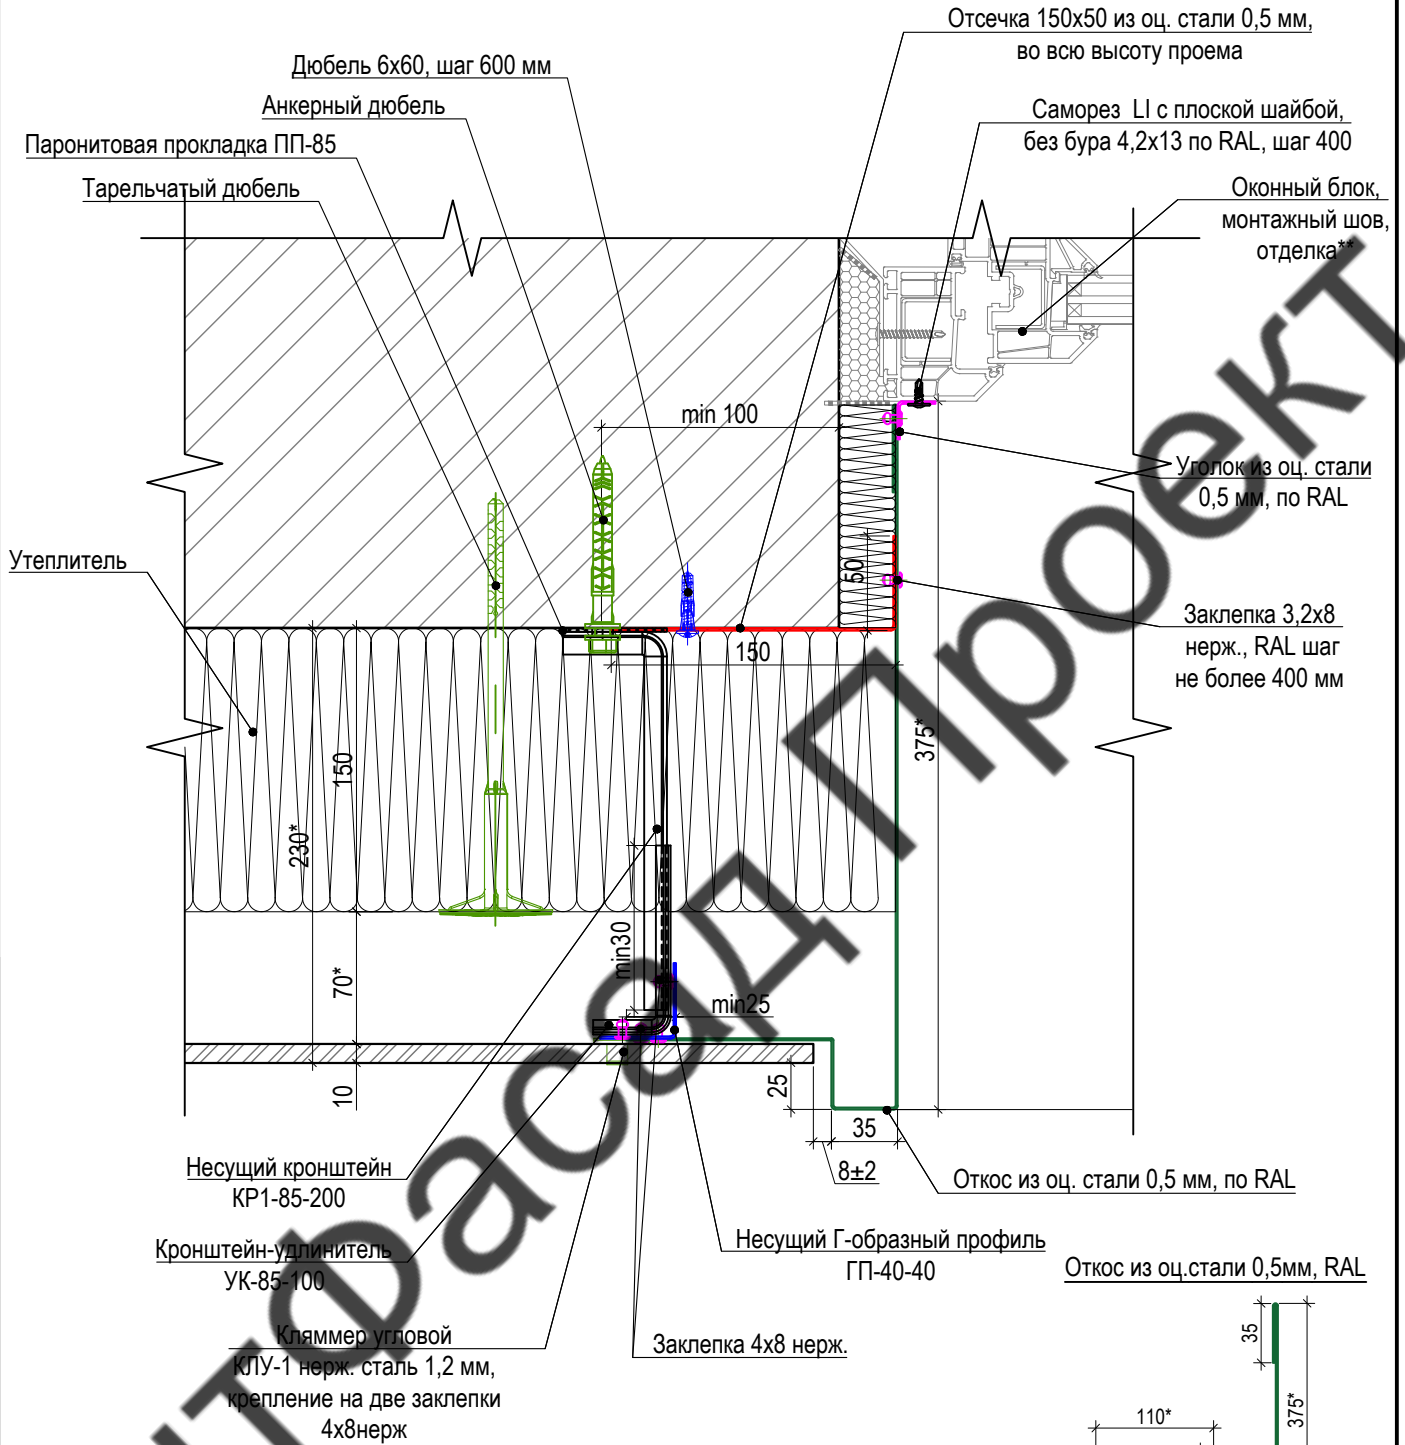 Отсечка 150х50 из оц. стали 0,5 мм,
во всю высоту проема
Дюбель 6х60, шаг 600 мм
Анкерный дюбель
Саморез LI с плоской шайбой,
без бура 4,2х13 по RAL, шаг 400
Паронитовая прокладка ПП-85
Тарельчатый дюбель
Оконный блок,
монтажный шов,
отделка**
min 100
Уголок из оц. стали
0,5 мм, по RAL
Утеплитель
50
Заклепка 3,2х8
нерж., RAL шаг
не более 400 мм
150
375*
150
230*
min30
70*
min25
10
25
35
8±2
Несущий кронштейн
КР1-85-200
Откос из оц. стали 0,5 мм, по RAL
Кронштейн-удлинитель
УК-85-100
Несущий Г-образный профиль
ГП-40-40
Откос из оц.стали 0,5мм, RAL
Кляммер угловой
КЛУ-1 нерж. сталь 1,2 мм,
крепление на две заклепки
4х8нерж
Заклепка 4х8 нерж.
35
375*
110*
Проект
тФасад